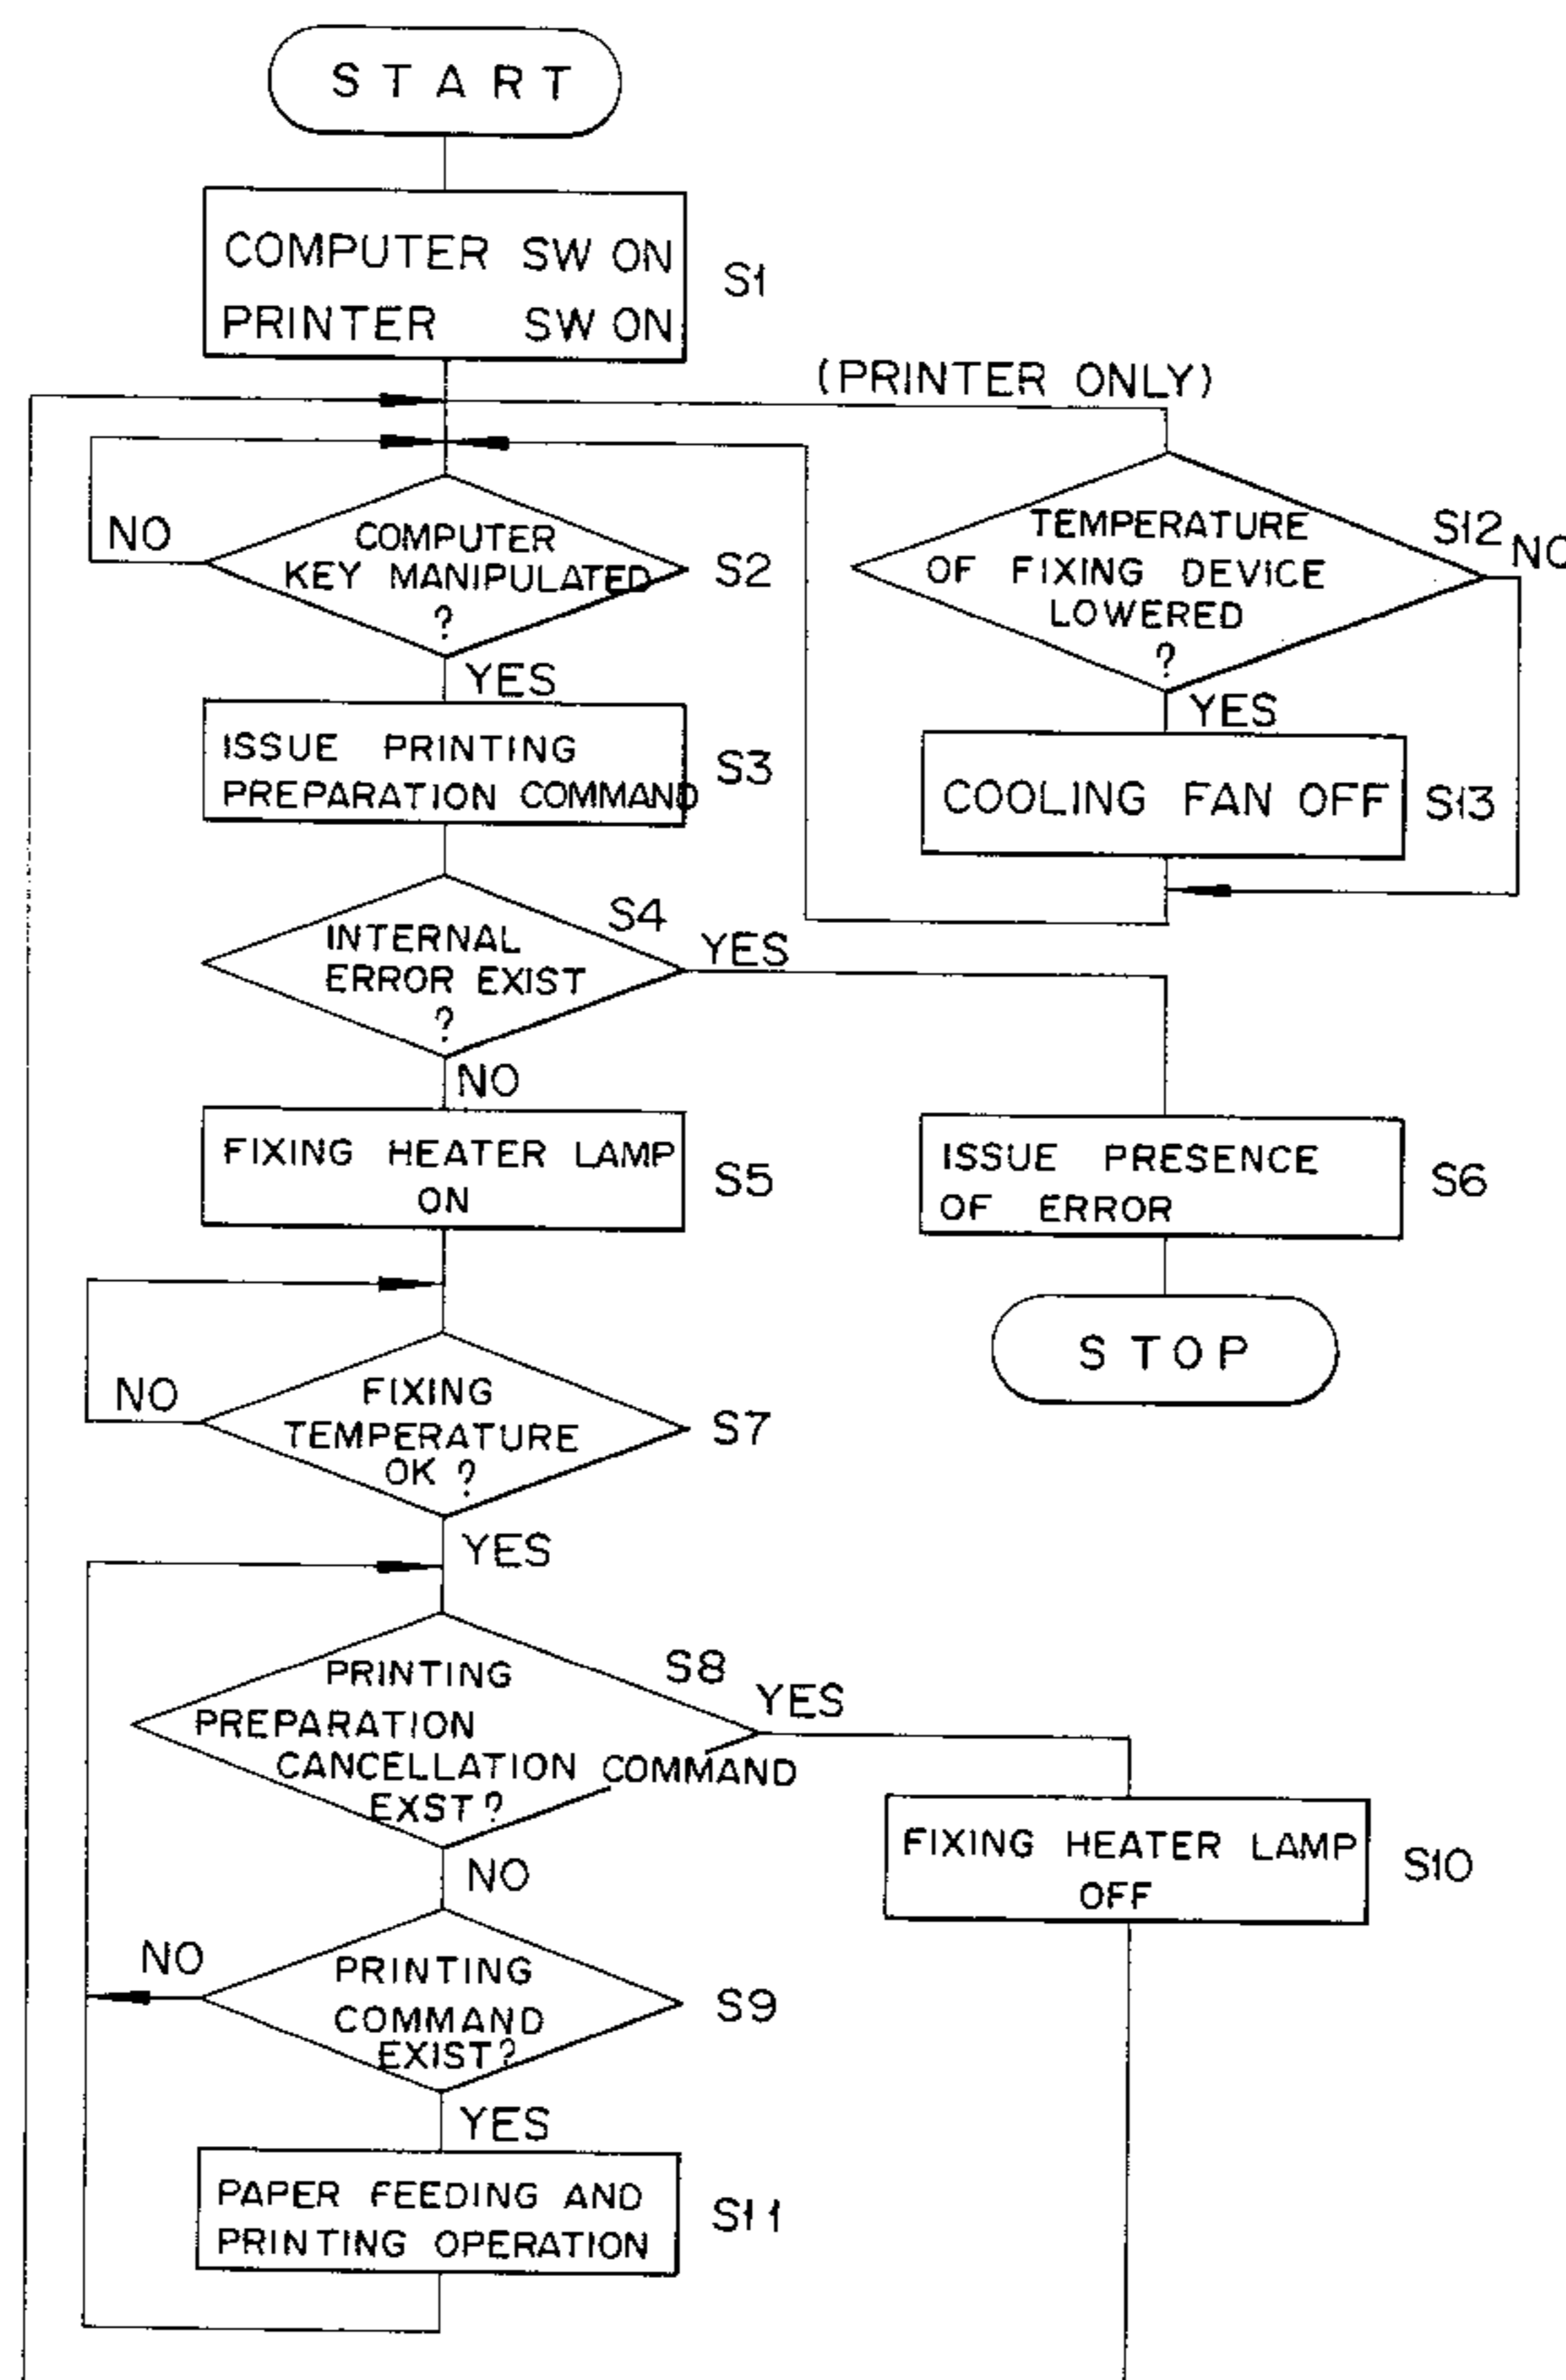 START
COMPUTER SW ON
PRINTER SW ON
S1
(PRINTER ONLY)
NO
COMPUTER
KEY MANIPULATED
?
S2
YES
TEMPERATURE
OF FIXING DEVICE
LOWERED
?
S12
NO
YES
ISSUE PRINTING
PREPARATION COMMAND
S3
COOLING FAN OFF
S13
INTERNAL
ERROR EXIST
?
S4
YES
NO
FIXING HEATER LAMP
ON
S5
ISSUE PRESENCE
OF ERROR
S6
STOP
NO
FIXING
TEMPERATURE
OK ?
S7
YES
PRINTING
PREPARATION
CANCELLATION COMMAND
EXST?
S8
YES
NO
FIXING HEATER LAMP
OFF
S10
NO
PRINTING
COMMAND
EXIST?
S9
YES
PAPER FEEDING AND
PRINTING OPERATION
S11